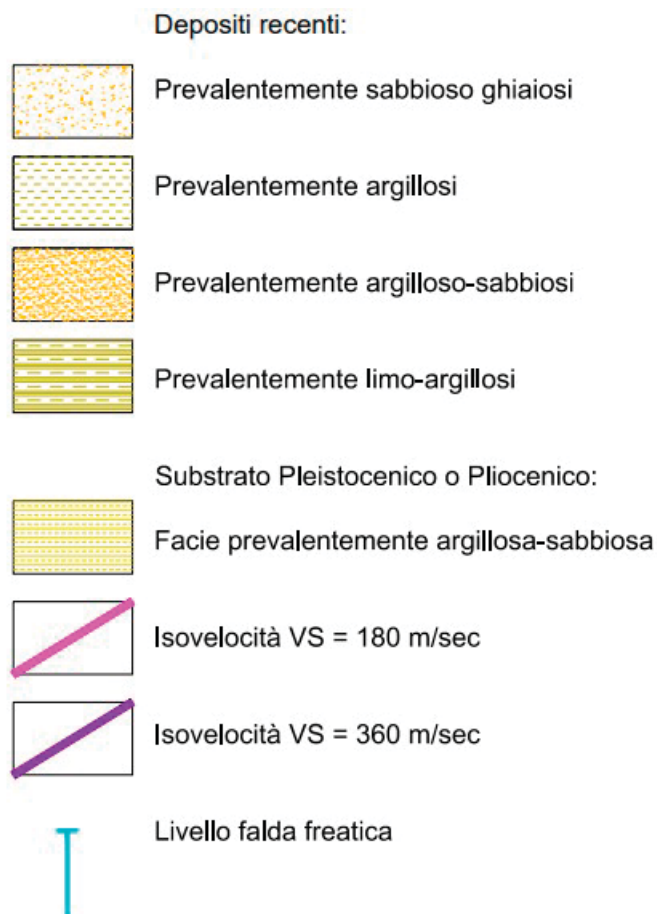 Depositi recenti:
Prevalentemente sabbioso ghiaiosi
Prevalentemente argillosi
Prevalentemente argilloso-sabbiosi
Prevalentemente limo-argillosi
Substrato Pleistocenico o Pliocenico:
Facie prevalentemente argillosa-sabbiosa
Isovelocità VS = 180 m/sec
Isovelocità VS = 360 m/sec
Livello falda freatica